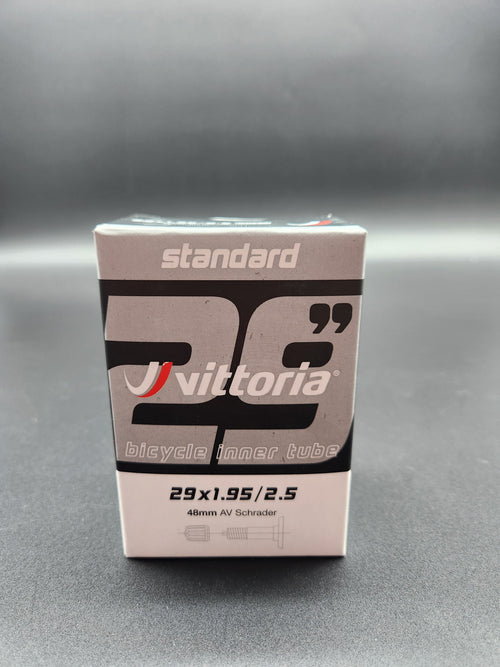 standard
29”
vittoria®
bicycle inner tube
29x1.95/2.5
48mm AV Schrader